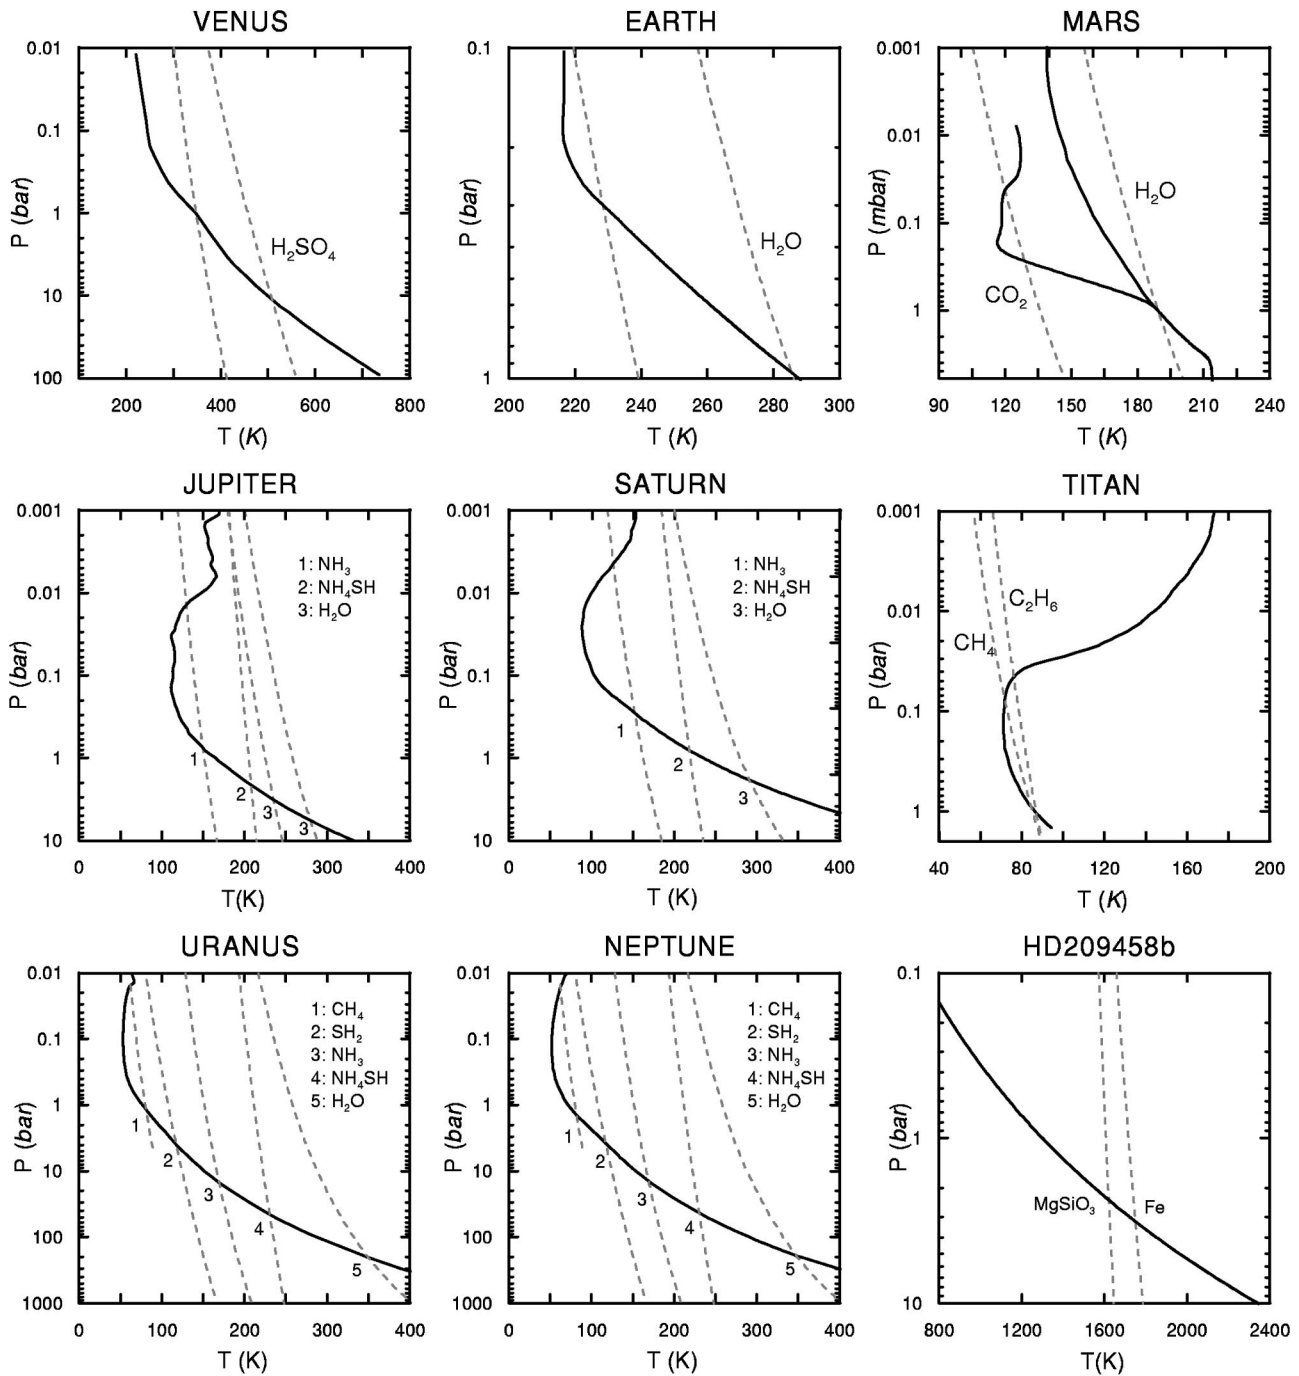 VENUS
0.01
0.1
1
10
100
P (bar)
H₂SO₄
200 400 600 800
T (K)
EARTH
0.1
1
P (bar)
H₂O
200 220 240 260 280 300
T (K)
MARS
0.001
0.01
0.1
1
P (mbar)
H₂O
CO₂
90 120 150 180 210 240
T (K)
JUPITER
0.001
0.01
0.1
1
10
P (bar)
1: NH₃
2: NH₄SH
3: H₂O
1
2
3
3
0 100 200 300 400
T(K)
SATURN
0.001
0.01
0.1
1
10
P (bar)
1: NH₃
2: NH₄SH
3: H₂O
1
2
3
0 100 200 300 400
T (K)
TITAN
0.001
0.01
0.1
1
P (bar)
C₂H₆
CH₄
40 80 120 160 200
T (K)
URANUS
0.01
0.1
1
10
100
1000
P (bar)
1: CH₄
2: SH₂
3: NH₃
4: NH₄SH
5: H₂O
1
2
3
4
5
0 100 200 300 400
T (K)
NEPTUNE
0.01
0.1
1
10
100
1000
P (bar)
1: CH₄
2: SH₂
3: NH₃
4: NH₄SH
5: H₂O
1
2
3
4
5
0 100 200 300 400
T (K)
HD209458b
0.1
1
10
P (bar)
MgSiO₃ Fe
800 1200 1600 2000 2400
T(K)